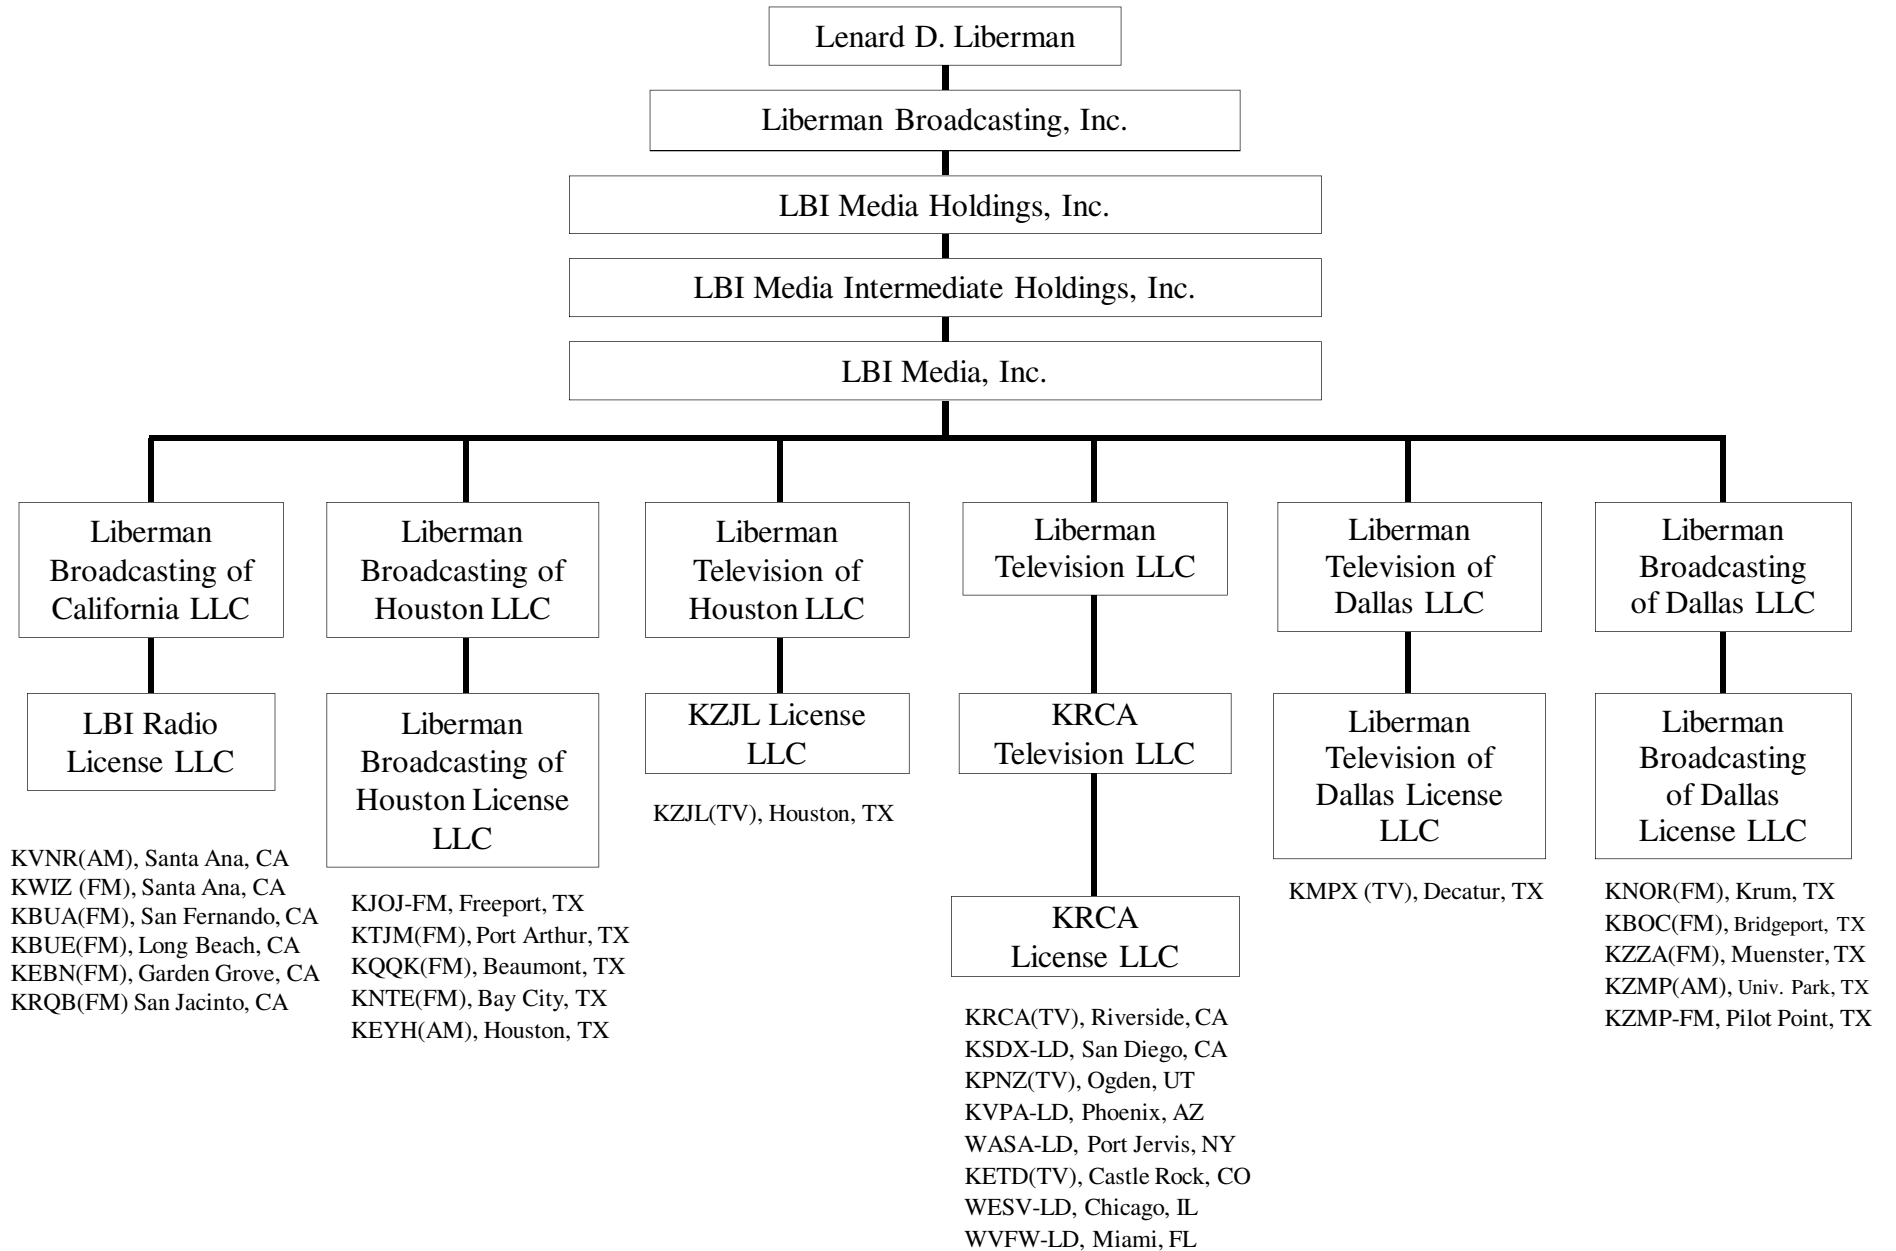 Lenard D. Liberman
Liberman Broadcasting, Inc.
LBI Media Holdings, Inc.
LBI Media Intermediate Holdings, Inc.
LBI Media, Inc.
Liberman
Broadcasting of
California LLC
Liberman
Broadcasting of
Houston LLC
Liberman
Television of
Houston LLC
Liberman
Television LLC
Liberman
Television of
Dallas LLC
Liberman
Broadcasting
of Dallas LLC
LBI Radio
License LLC
Liberman
Broadcasting of
Houston License
LLC
KZJL License
LLC
KRCA
Television LLC
Liberman
Television of
Dallas License
LLC
Liberman
Broadcasting
of Dallas
License LLC
KVNR(AM), Santa Ana, CA
KWIZ (FM), Santa Ana, CA
KBUA(FM), San Fernando, CA
KBUE(FM), Long Beach, CA
KEBN(FM), Garden Grove, CA
KRQB(FM) San Jacinto, CA
KJOJ-FM, Freeport, TX
KTJM(FM), Port Arthur, TX
KQQK(FM), Beaumont, TX
KNTE(FM), Bay City, TX
KEYH(AM), Houston, TX
KZJL(TV), Houston, TX
KRCA
License LLC
KRCA(TV), Riverside, CA
KSDX-LD, San Diego, CA
KPNZ(TV), Ogden, UT
KVPA-LD, Phoenix, AZ
WASA-LD, Port Jervis, NY
KETD(TV), Castle Rock, CO
WESV-LD, Chicago, IL
WVFW-LD, Miami, FL
KMPX (TV), Decatur, TX
KNOR(FM), Krum, TX
KBOC(FM), Bridgeport, TX
KZZA(FM), Muenster, TX
KZMP(AM), Univ. Park, TX
KZMP-FM, Pilot Point, TX